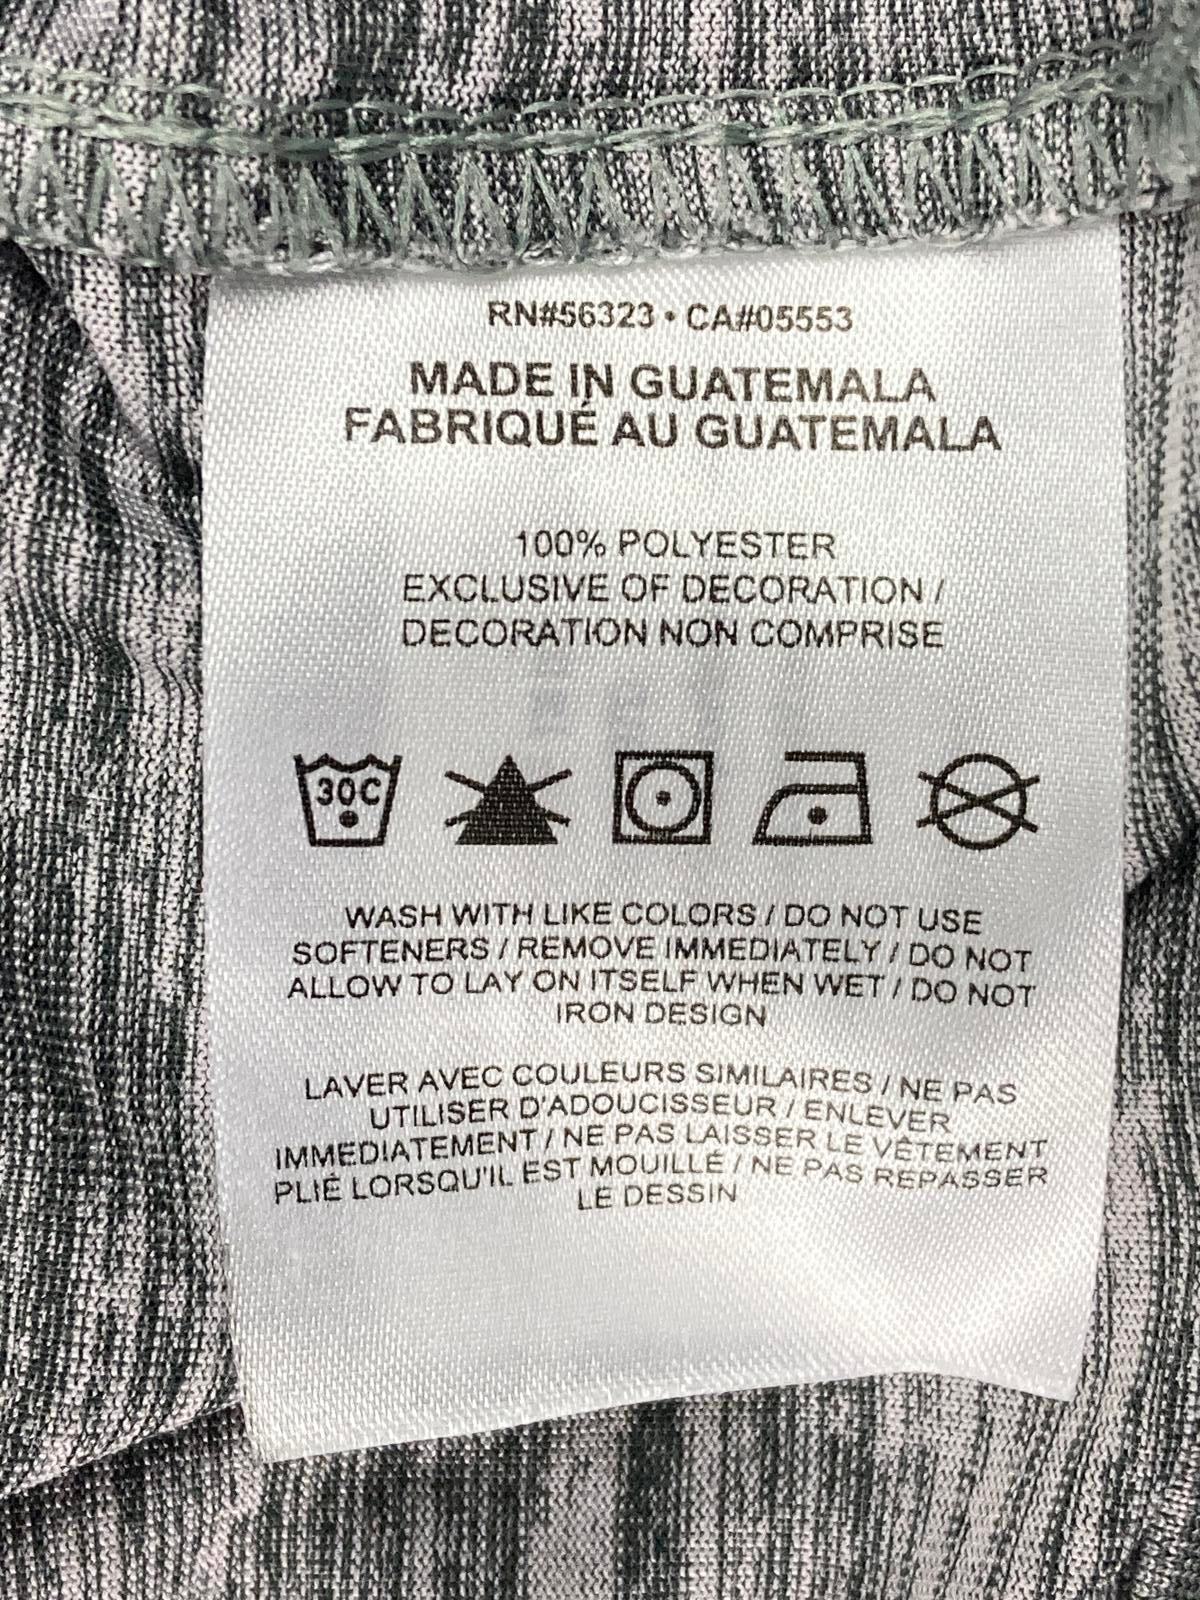 RN#56323 • CA#05553
MADE IN GUATEMALA
FABRIQUÉ AU GUATEMALA
100% POLYESTER
EXCLUSIVE OF DECORATION /
DECORATION NON COMPRISE
30C
WASH WITH LIKE COLORS / DO NOT USE
SOFTENERS / REMOVE IMMEDIATELY / DO NOT
ALLOW TO LAY ON ITSELF WHEN WET / DO NOT
IRON DESIGN
LAVER AVEC COULEURS SIMILAIRES / NE PAS
UTILISER D'ADOUCISSEUR / ENLEVER
IMMEDIATEMENT / NE PAS LAISSER LE VÊTEMENT
PLIÉ LORSQU'IL EST MOUILLÉ / NE PAS REPASSER
LE DESSIN